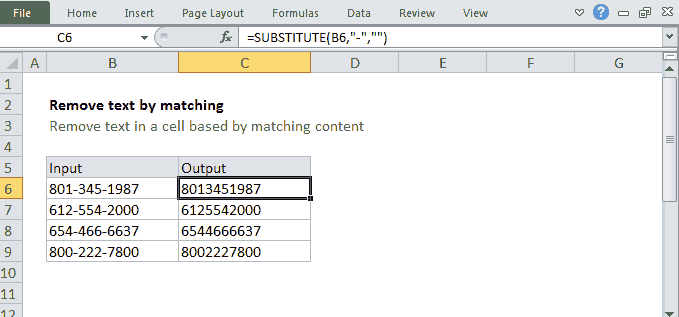 File Home Insert Page Layout Formulas Data Review View
C6 fx =SUBSTITUTE(B6,"-","")
A B C D E F G
1
2 Remove text by matching
3 Remove text in a cell based by matching content
4
5 Input Output
6 801-345-1987 8013451987
7 612-554-2000 6125542000
8 654-466-6637 6544666637
9 800-222-7800 8002227800
10
11
12